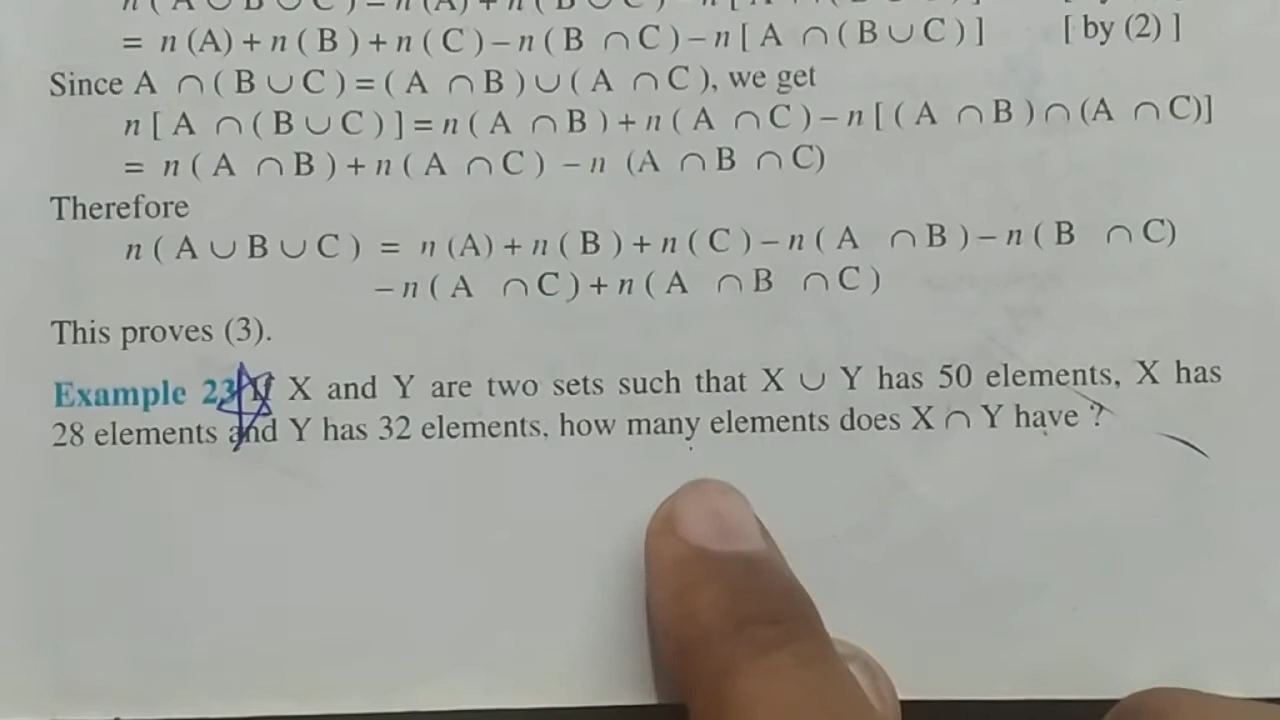 = n (A) + n ( B ) + n ( C ) – n ( B ∩ C ) – n [ A ∩ ( B ∪ C ) ] [ by (2) ]
Since A ∩ ( B ∪ C ) = ( A ∩ B ) ∪ ( A ∩ C ), we get
n [ A ∩ ( B ∪ C ) ] = n ( A ∩ B ) + n ( A ∩ C ) – n [ ( A ∩ B ) ∩ (A ∩ C)]
= n ( A ∩ B ) + n ( A ∩ C ) – n (A ∩ B ∩ C)
Therefore
n ( A ∪ B ∪ C ) = n (A) + n ( B ) + n ( C ) – n ( A ∩ B ) – n ( B ∩ C)
– n ( A ∩ C ) + n ( A ∩ B ∩ C )
This proves (3).
Example 23 If X and Y are two sets such that X ∪ Y has 50 elements, X has
28 elements and Y has 32 elements, how many elements does X ∩ Y have ?